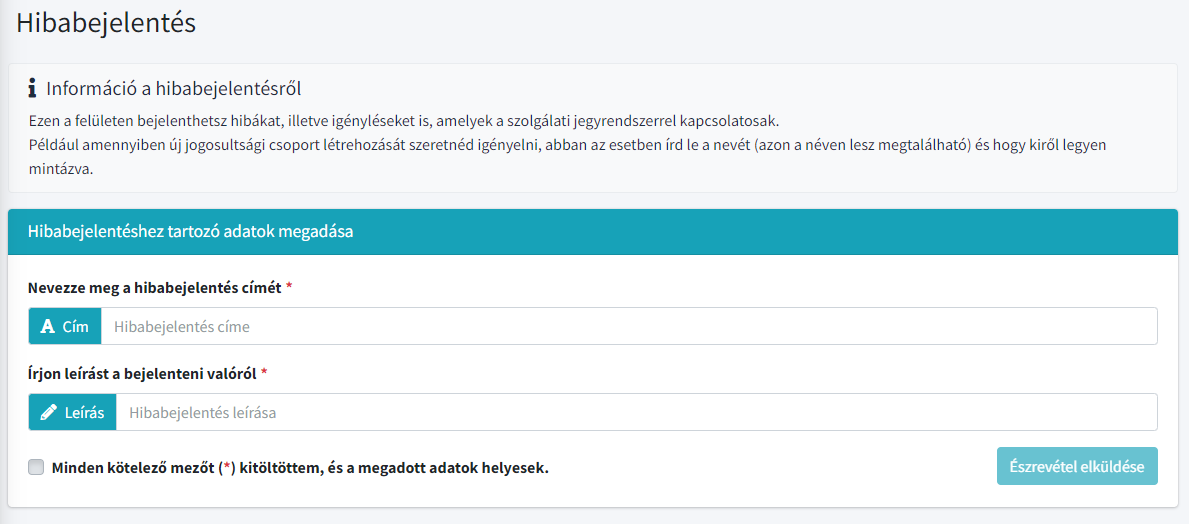 Hibabejelentés
Információ a hibabejelentésről
Ezen a felületen bejelenthetsz hibákat, illetve igényléseket is, amelyek a szolgálati jegyrendszerrel kapcsolatosak.
Például amennyiben új jogosultsági csoport létrehozását szeretnéd igényelni, abban az esetben írd le a nevét (azon a néven lesz megtalálható) és hogy kiről legyen
mintázva.
Hibabejelentéshez tartozó adatok megadása
Nevezze meg a hibabejelentés címét *
A Cím Hibabejelentés címe
Írjon leírást a bejelenteni valóról *
Leírás Hibabejelentés leírása
Minden kötelező mezőt (*) kitöltöttem, és a megadott adatok helyesek.
Észrevétel elküldése